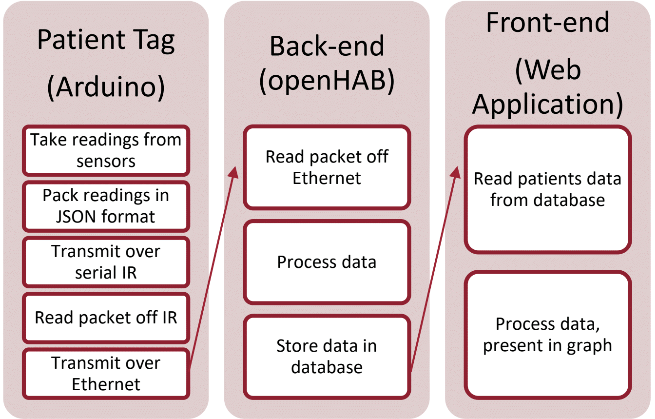 Patient Tag
(Arduino)
Take readings from
sensors
Pack readings in
JSON format
Transmit over
serial IR
Read packet off IR
Transmit over
Ethernet
Back-end
(openHAB)
Read packet off
Ethernet
Process data
Store data in
database
Front-end
(Web
Application)
Read patients data
from database
Process data,
present in graph